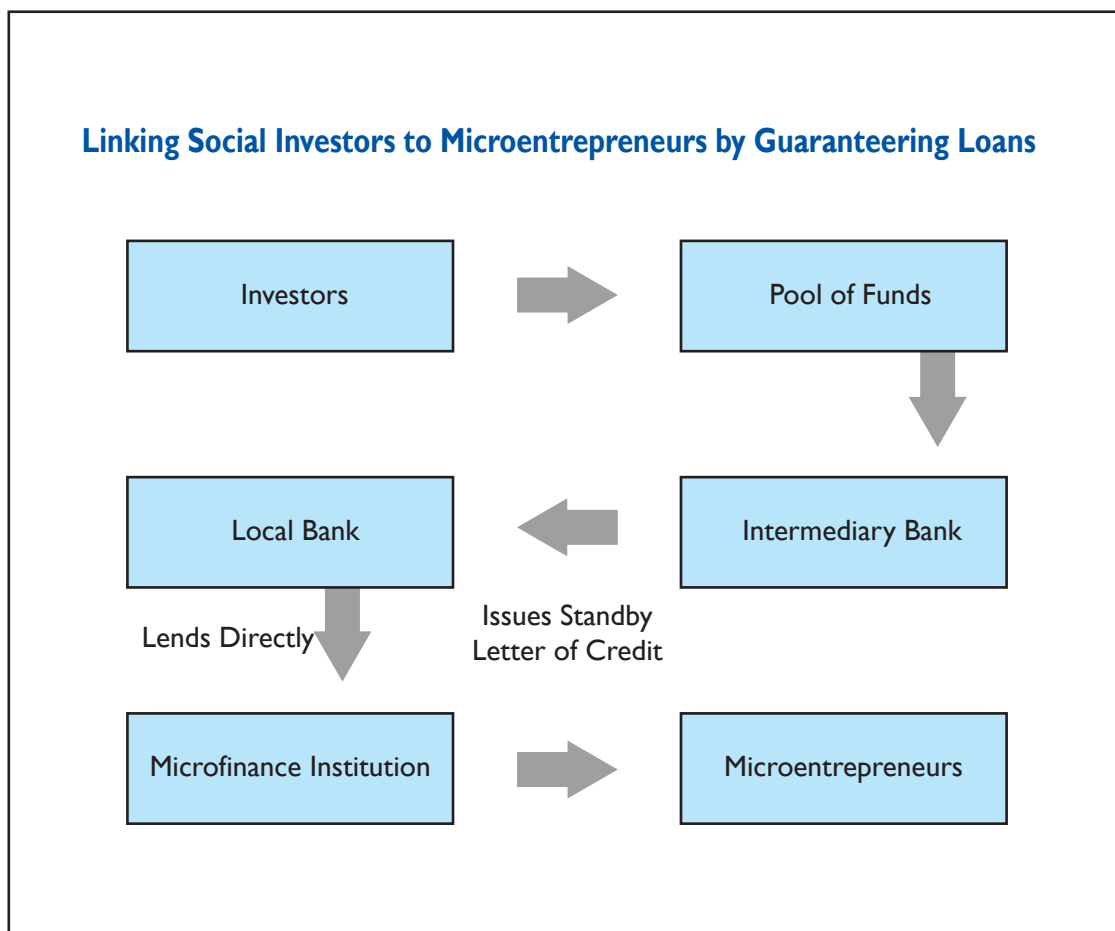 Linking Social Investors to Microentrepreneurs by Guaranteeing Loans
Investors
Pool of Funds
Local Bank
Intermediary Bank
Lends Directly
Issues Standby
Letter of Credit
Microfinance Institution
Microentrepreneurs